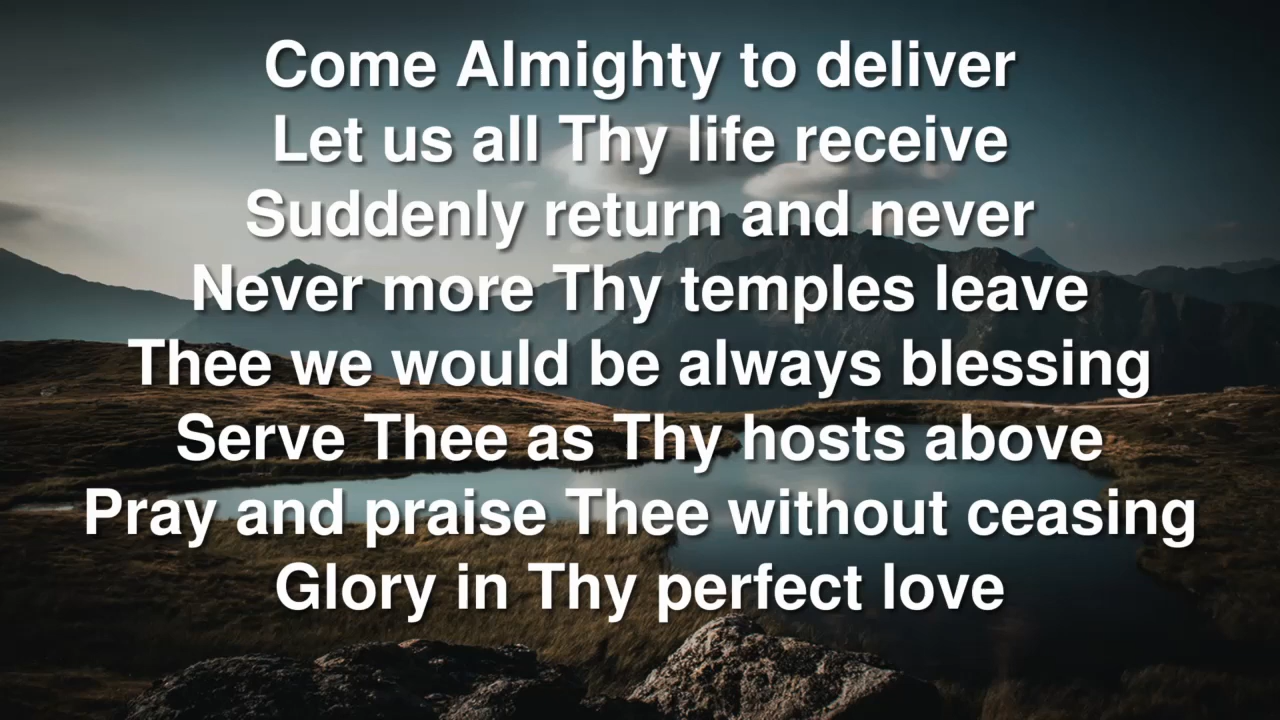 Come Almighty to deliver
Let us all Thy life receive
Suddenly return and never
Never more Thy temples leave
Thee we would be always blessing
Serve Thee as Thy hosts above
Pray and praise Thee without ceasing
Glory in Thy perfect love